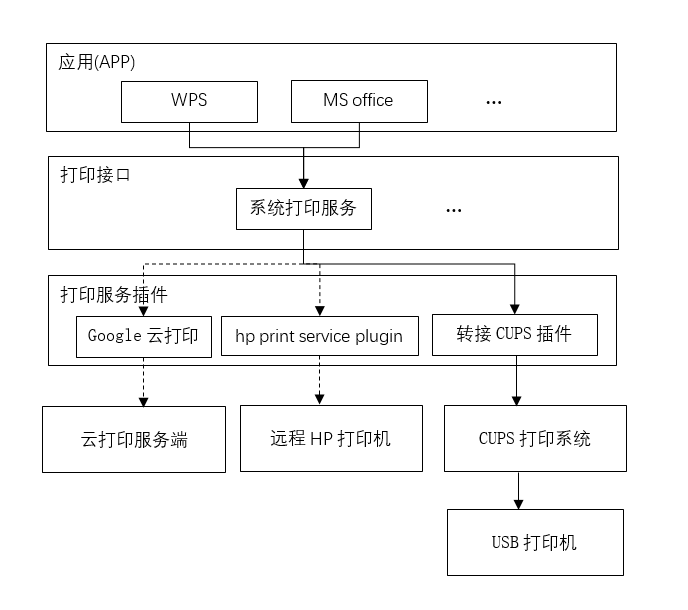 应用(APP)
WPS
MS office
...
打印接口
系统打印服务
...
打印服务插件
Google 云打印
hp print service plugin
转接 CUPS 插件
云打印服务端
远程 HP 打印机
CUPS 打印系统
USB 打印机